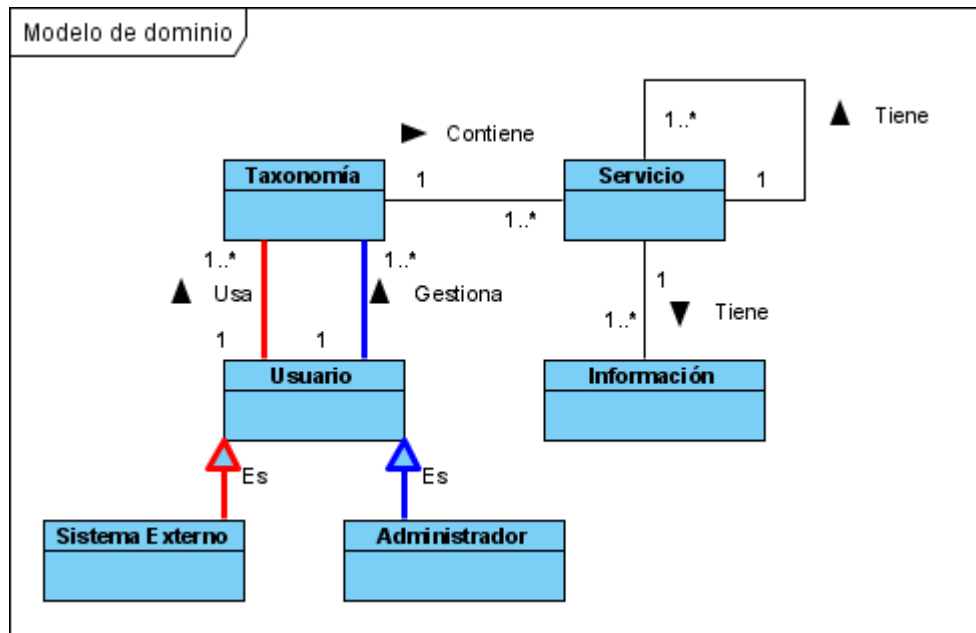 Modelo de dominio
1..*
Tiene
Contiene
Taxonomía
1
Servicio
1
1..*
1..*
1..*
1
Usa
Gestiona
1..*
Tiene
1
1
Usuario
Información
Es
Es
Sistema Externo
Administrador